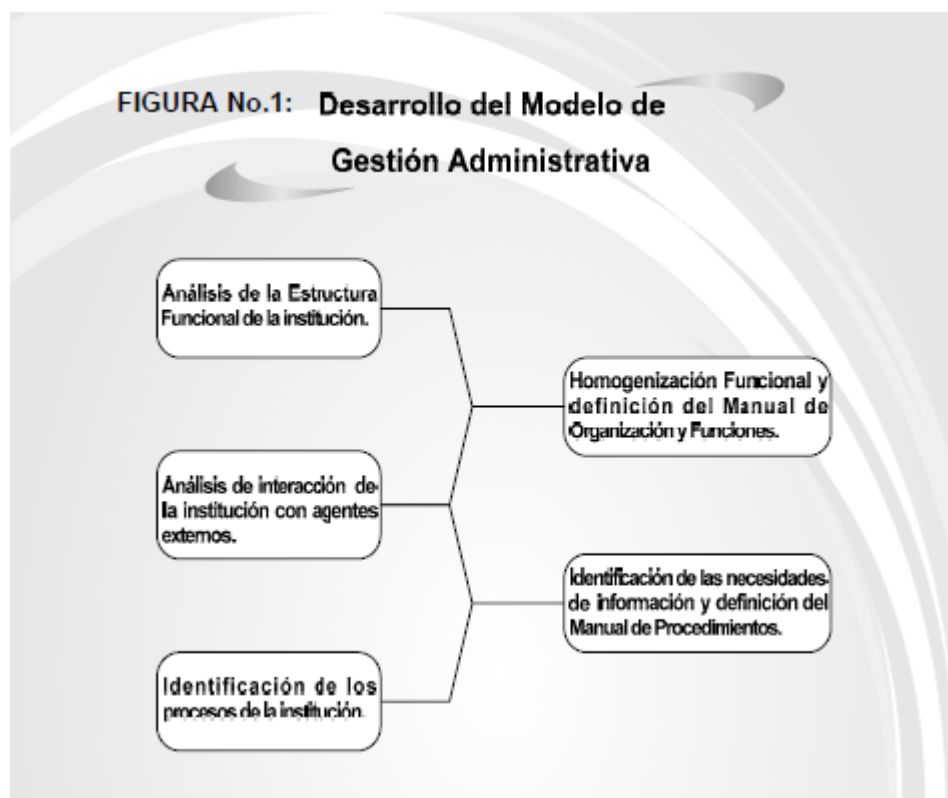 FIGURA No.1: Desarrollo del Modelo de
Gestión Administrativa
Análisis de la Estructura
Funcional de la institución.
Análisis de interacción de
la institución con agentes
externos.
Identificación de los
procesos de la institución.
Homogenización Funcional y
definición del Manual de
Organización y Funciones.
Identificación de las necesidades
de información y definición del
Manual de Procedimientos.